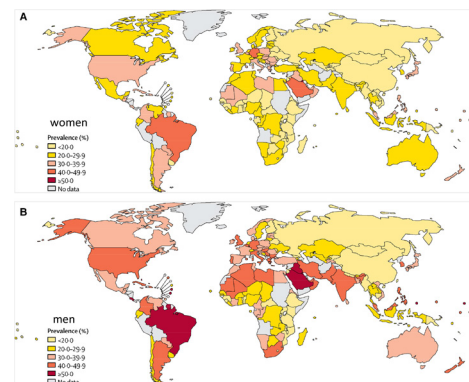 A
women
Prevalence (%)
<20·0
20·0–29·9
30·0–39·9
40·0–49·9
≥50·0
No data
B
men
Prevalence (%)
<20·0
20·0–29·9
30·0–39·9
40·0–49·9
≥50·0
No data